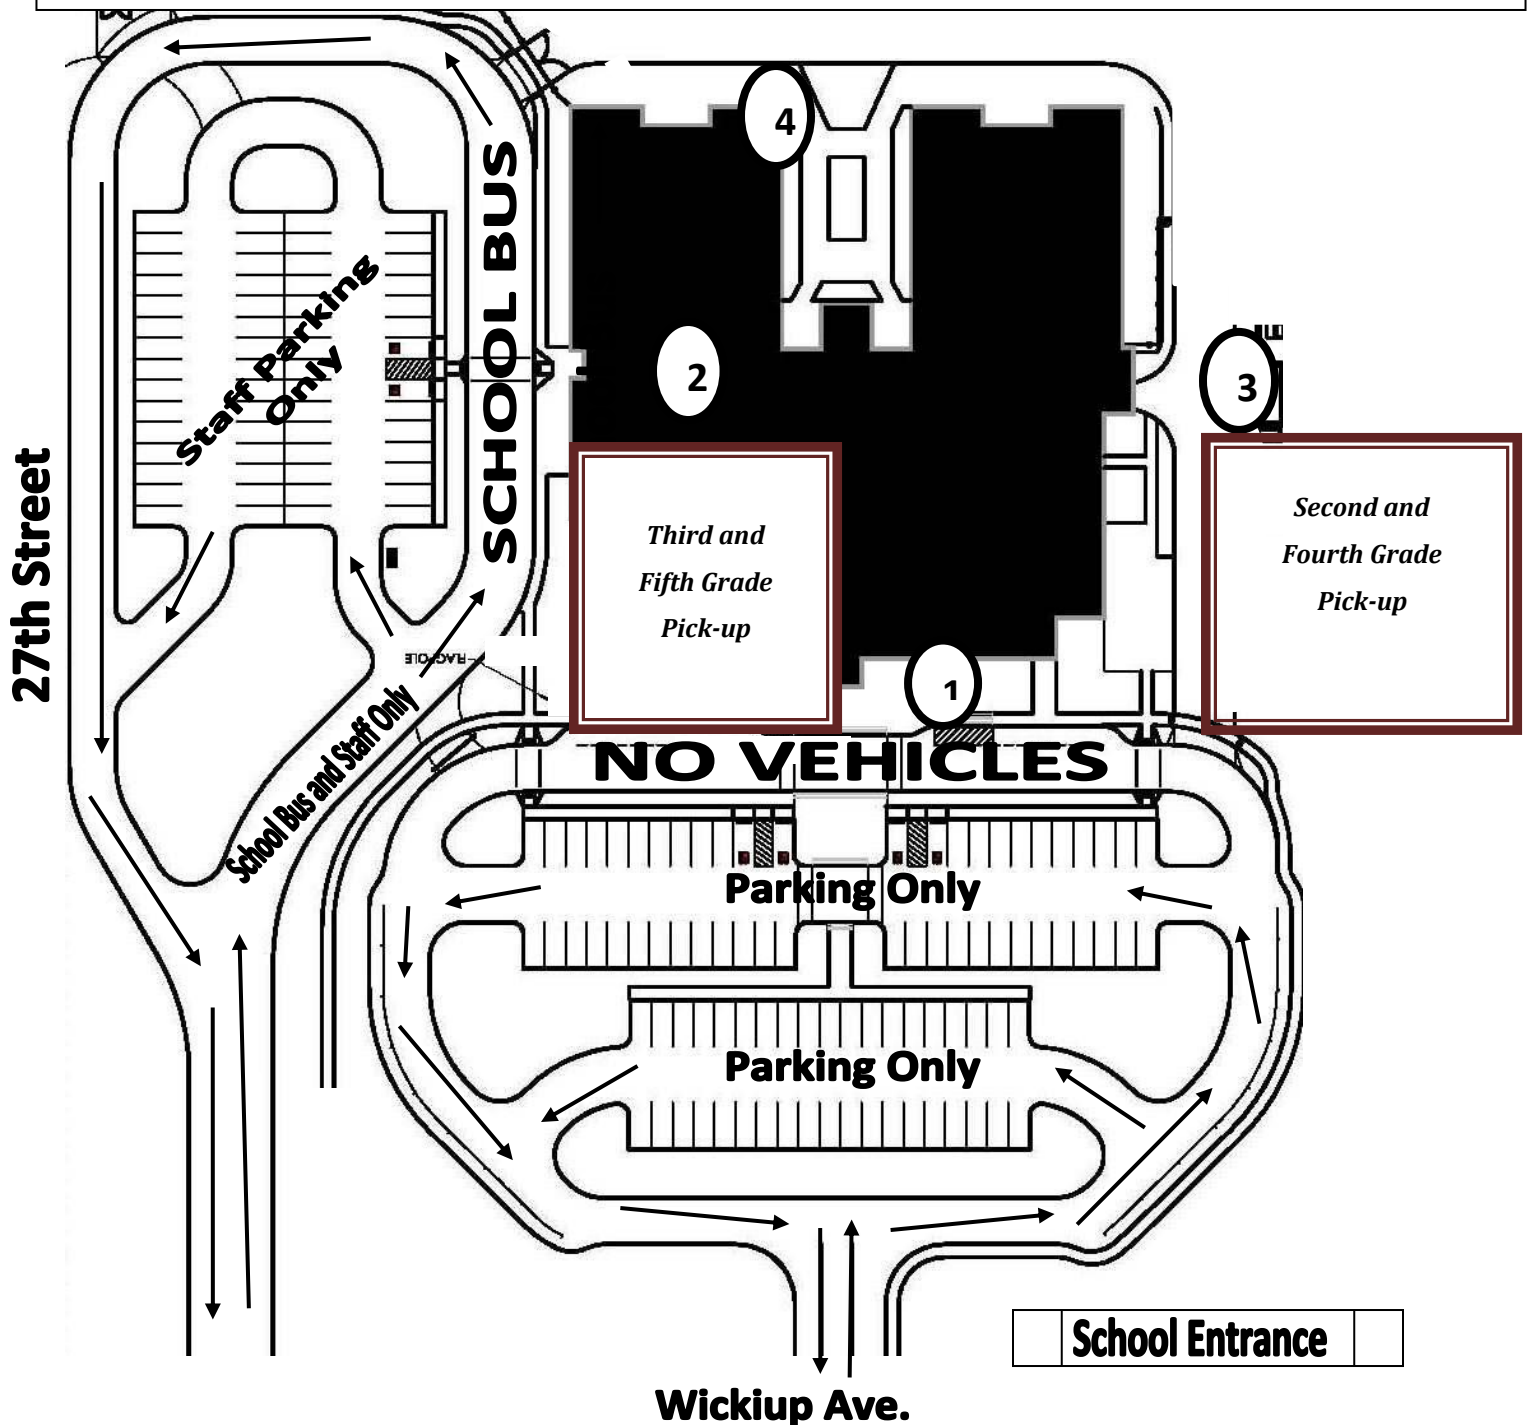 4
SCHOOL BUS
Staff Parking
Only
2
3
27th Street
Third and
Fifth Grade
Pick-up
Second and
Fourth Grade
Pick-up
FLAGPOLE
1
School Bus and Staff Only
NO VEHICLES
Parking Only
Parking Only
School Entrance
Wickiup Ave.